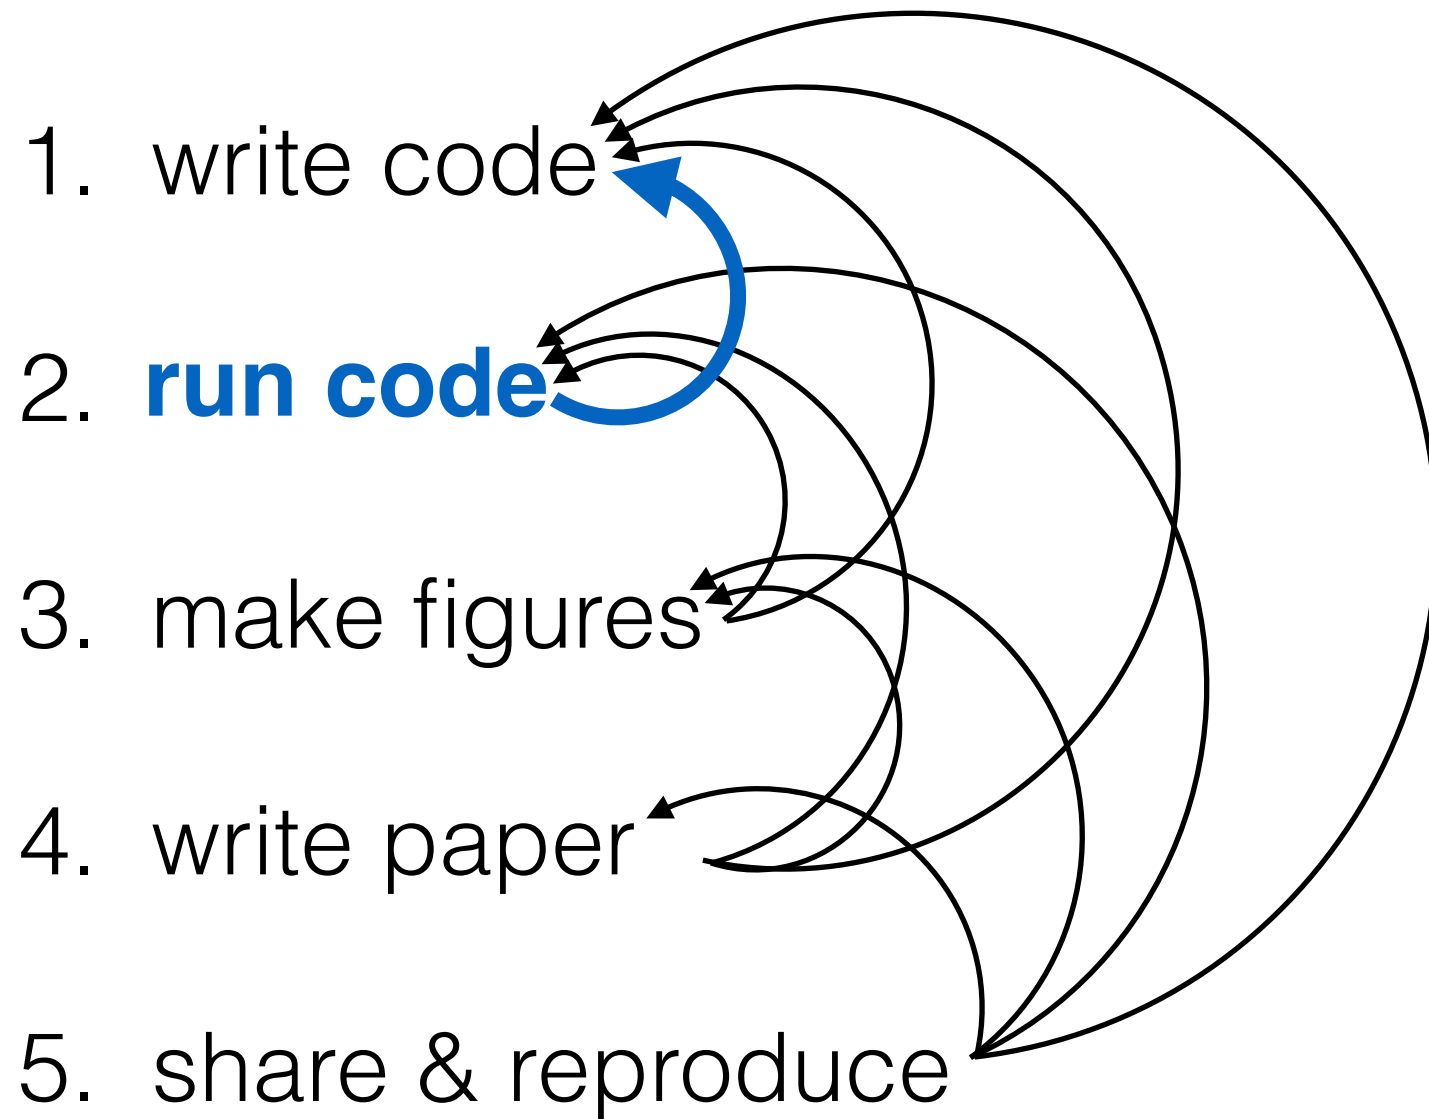 1. write code
2. run code
3. make figures
4. write paper
5. share & reproduce